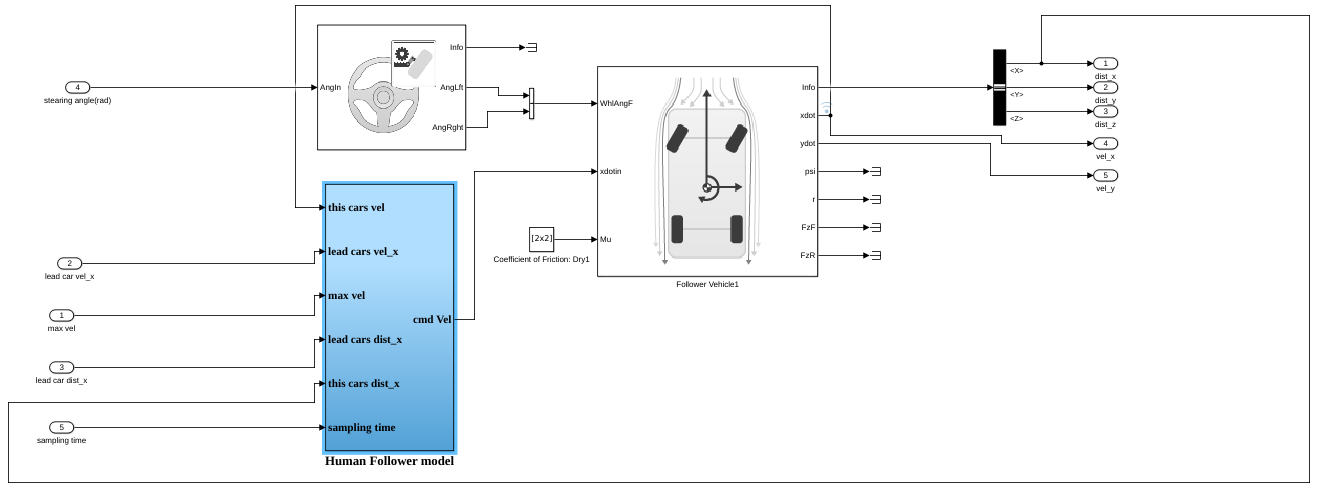 4
stearing angle(rad)
AngIn
Info
AngLft
AngRght
WhlAngF
xdotin
Mu
[2x2]
Coefficient of Friction: Dry1
Info
xdot
ydot
psi
r
FzF
FzR
Follower Vehicle1
<X>
<Y>
<Z>
1
dist_x
2
dist_y
3
dist_z
4
vel_x
5
vel_y
2
lead car vel_x
1
max vel
3
lead car dist_x
5
sampling time
this cars vel
lead cars vel_x
max vel
cmd Vel
lead cars dist_x
this cars dist_x
sampling time
Human Follower model